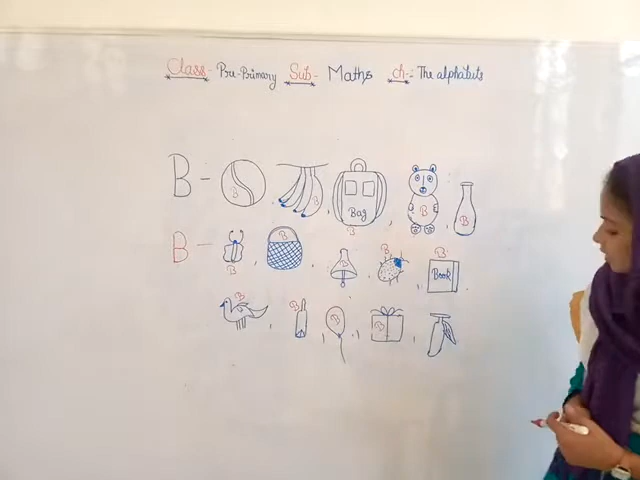 Class- Pre-Primary Sub- Maths ch-: The alphabets
B - B B B B
Bag
B
B - B B B B B
Book
B
B B B B